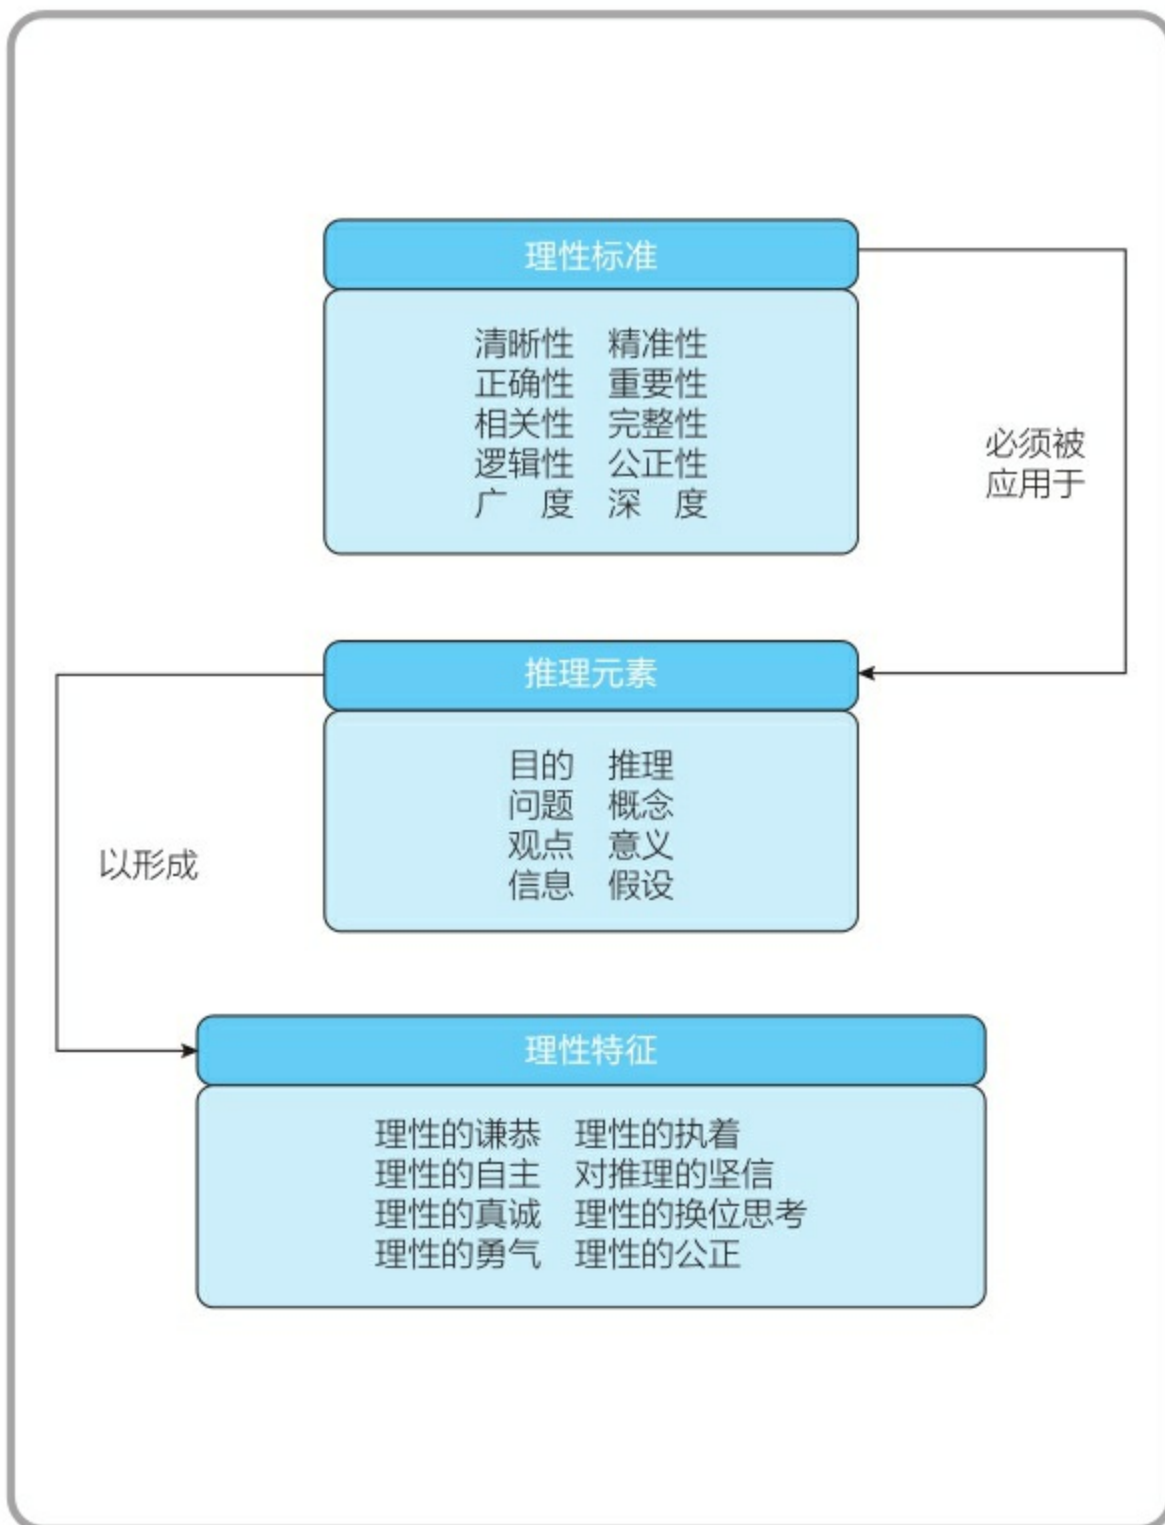 理性标准
清晰性　精准性
正确性　重要性
相关性　完整性
逻辑性　公正性
广　度　深　度
必须被
应用于
推理元素
目的　推理
问题　概念
观点　意义
信息　假设
以形成
理性特征
理性的谦恭　理性的执着
理性的自主　对推理的坚信
理性的真诚　理性的换位思考
理性的勇气　理性的公正